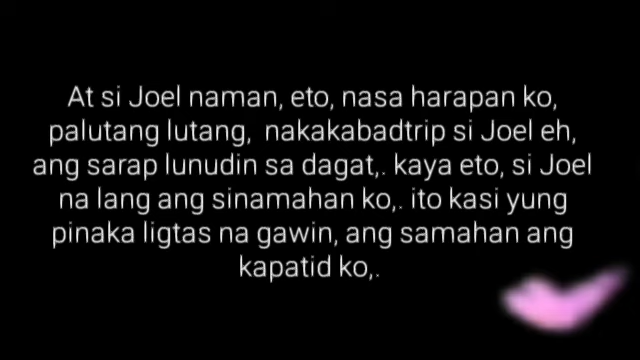 At si Joel naman, eto, nasa harapan ko,
palutang lutang, nakakabadtrip si Joel eh,
ang sarap lunudin sa dagat,. kaya eto, si Joel
na lang ang sinamahan ko,. ito kasi yung
pinaka ligtas na gawin, ang samahan ang
kapatid ko,.